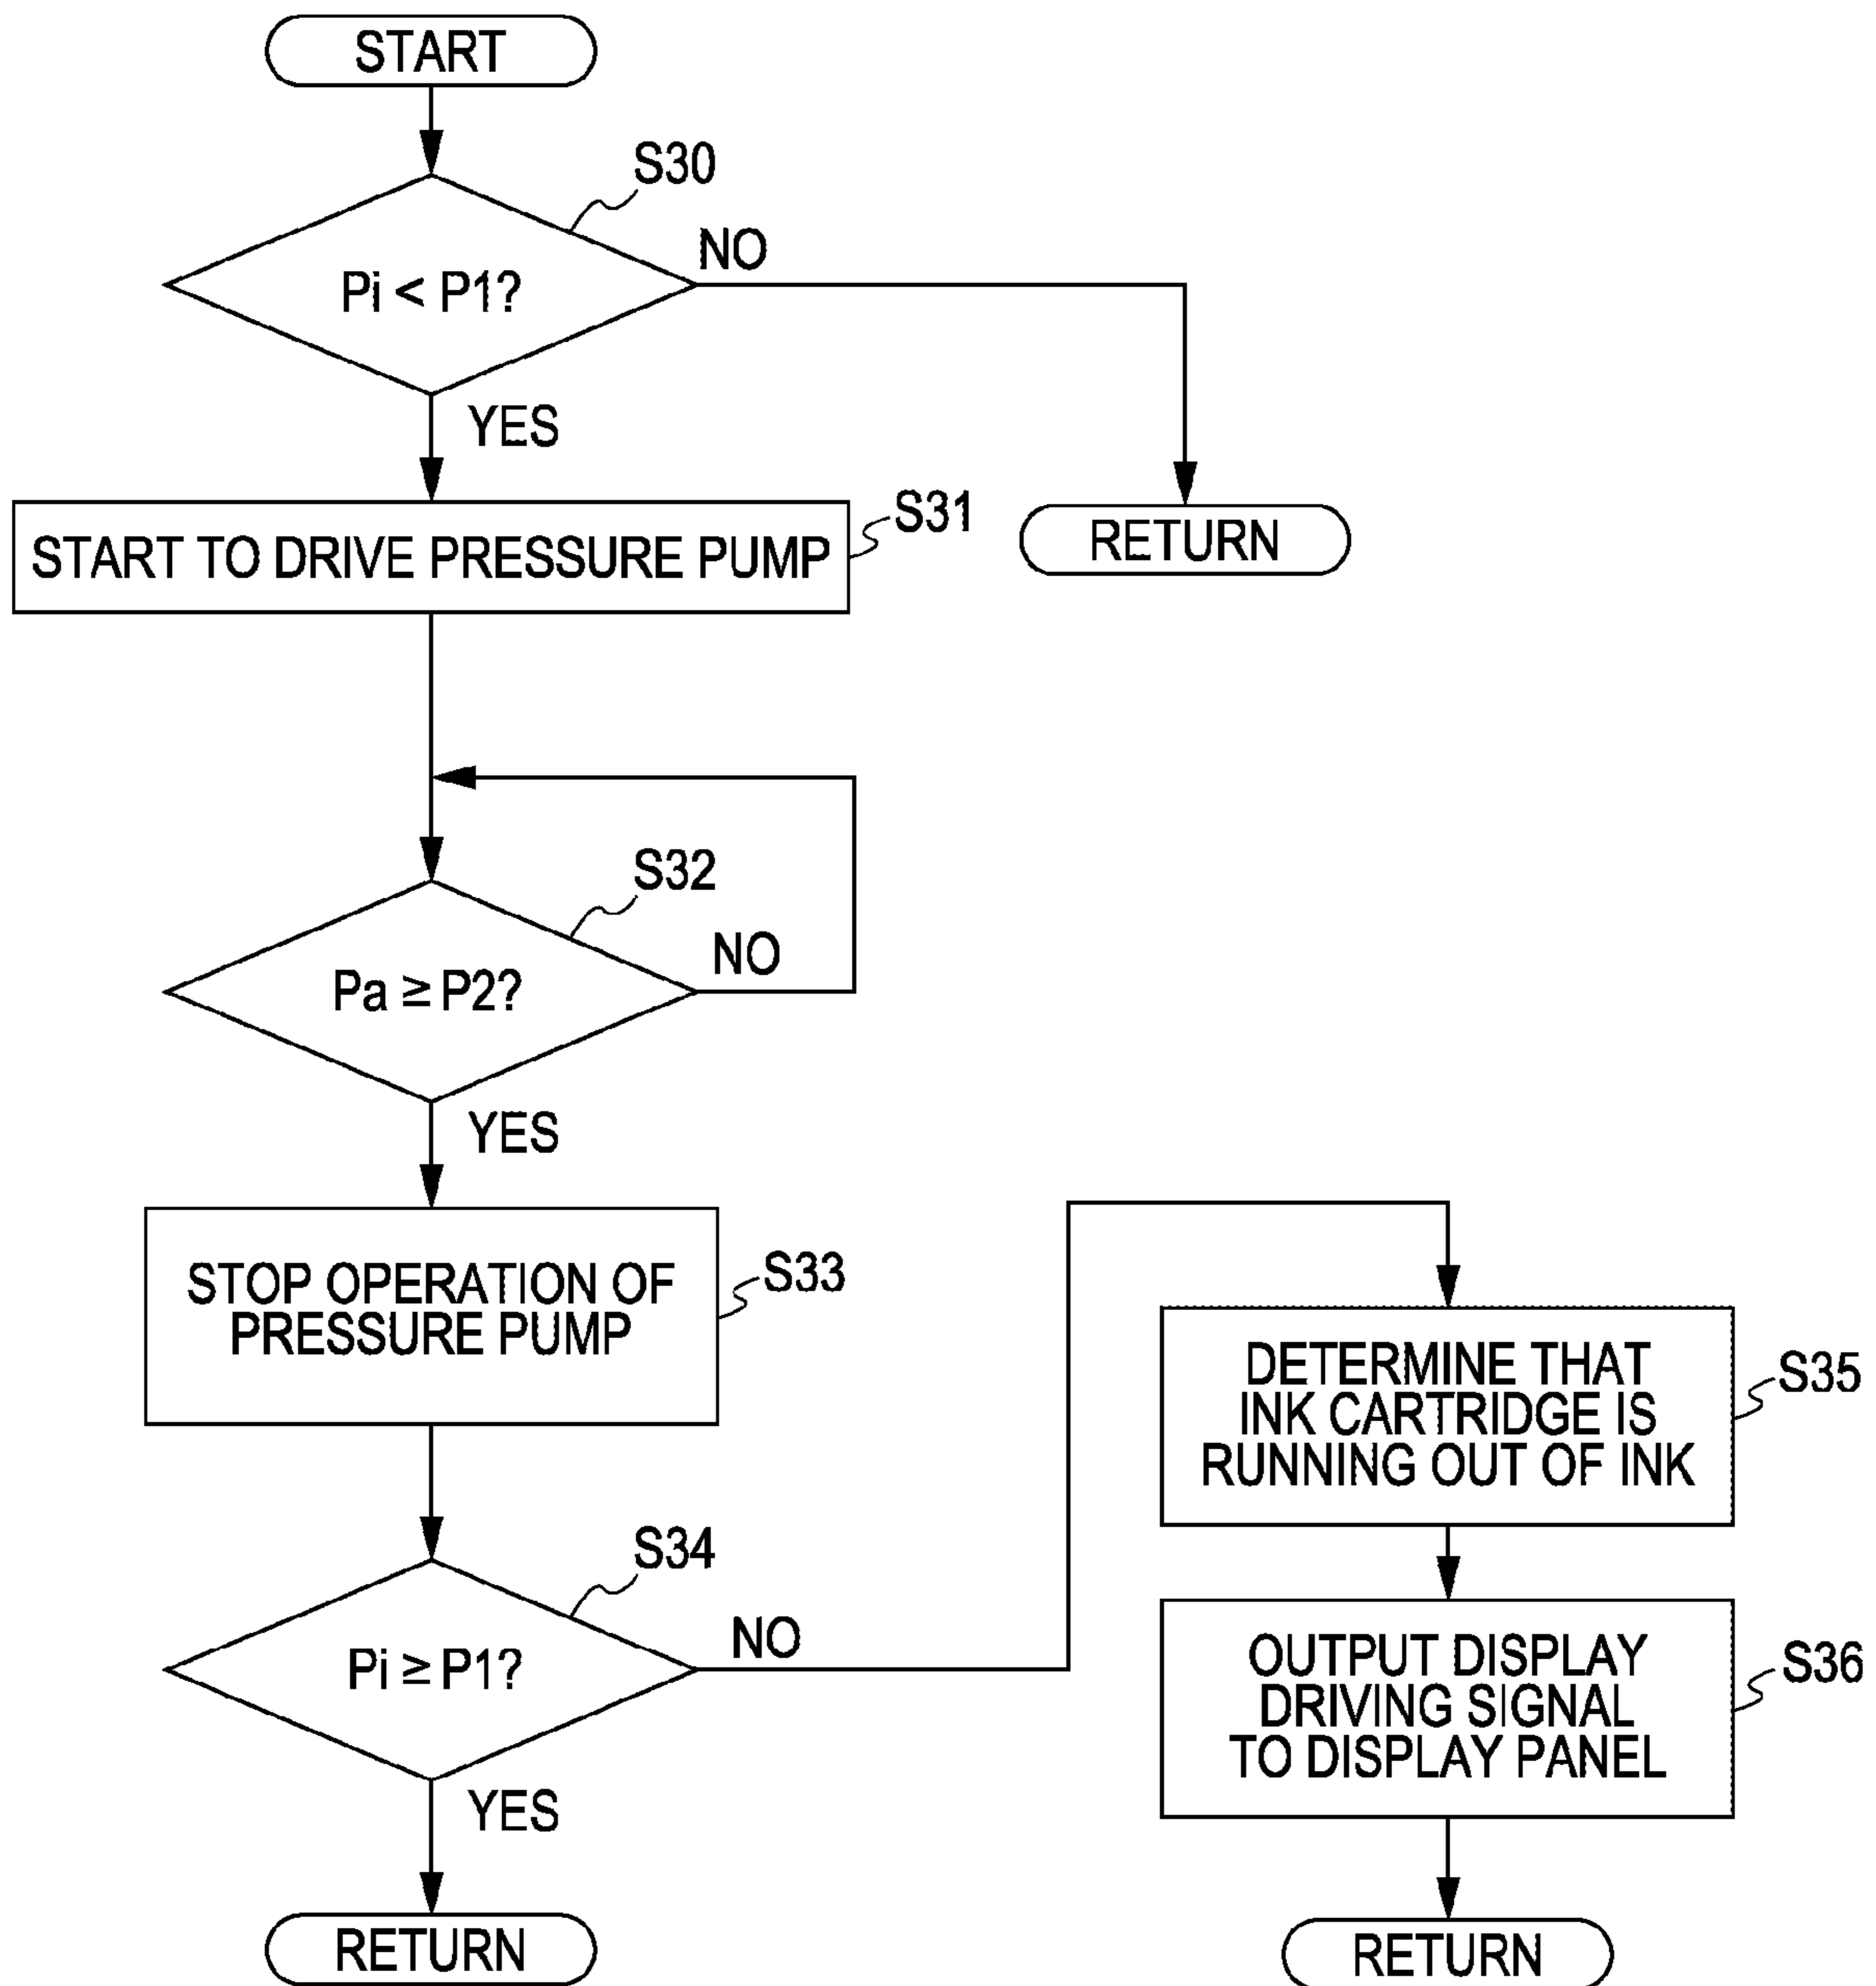 START
S30
Pi < P1?
NO
YES
S31
START TO DRIVE PRESSURE PUMP
RETURN
S32
Pa ≥ P2?
NO
YES
STOP OPERATION OF
PRESSURE PUMP
S33
S34
Pi ≥ P1?
NO
YES
RETURN
DETERMINE THAT
INK CARTRIDGE IS
RUNNING OUT OF INK
S35
OUTPUT DISPLAY
DRIVING SIGNAL
TO DISPLAY PANEL
S36
RETURN